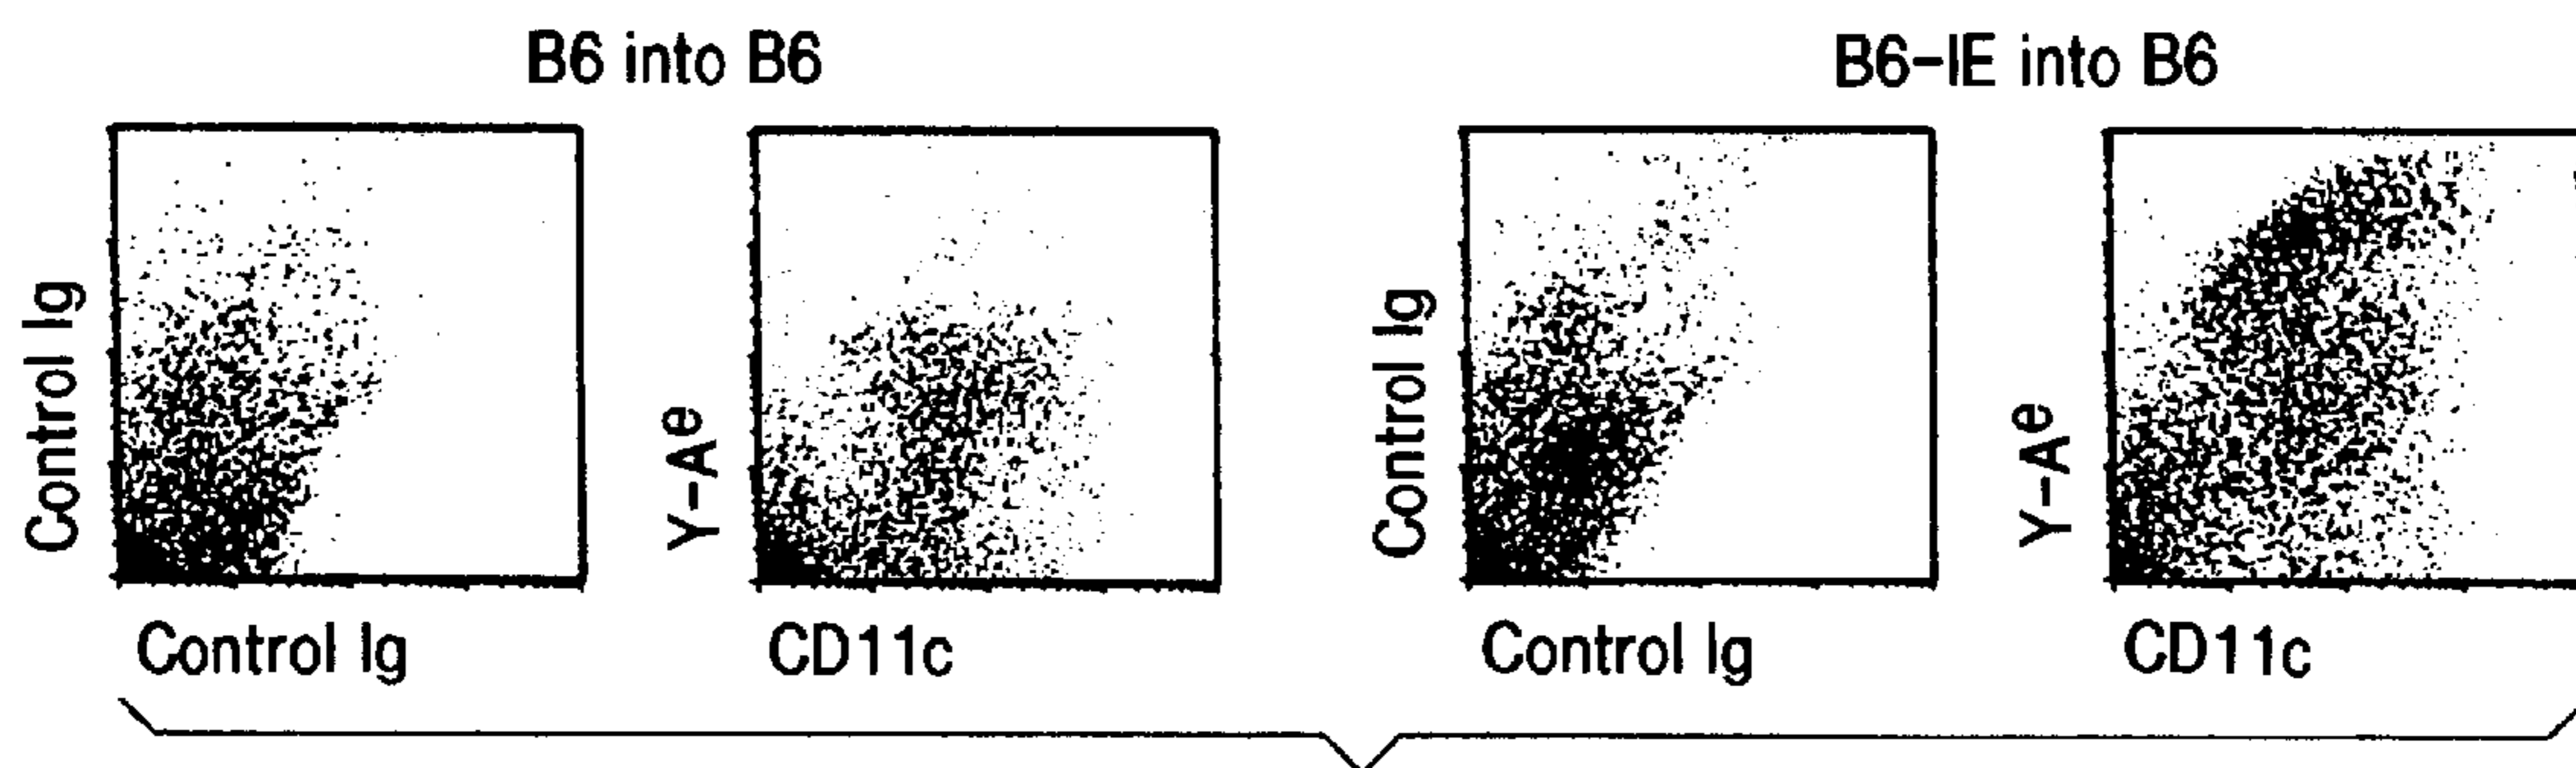 B6 into B6
B6-IE into B6
Control Ig
Y-Ae
Control Ig
Y-Ae
Control Ig
CD11c
Control Ig
CD11c